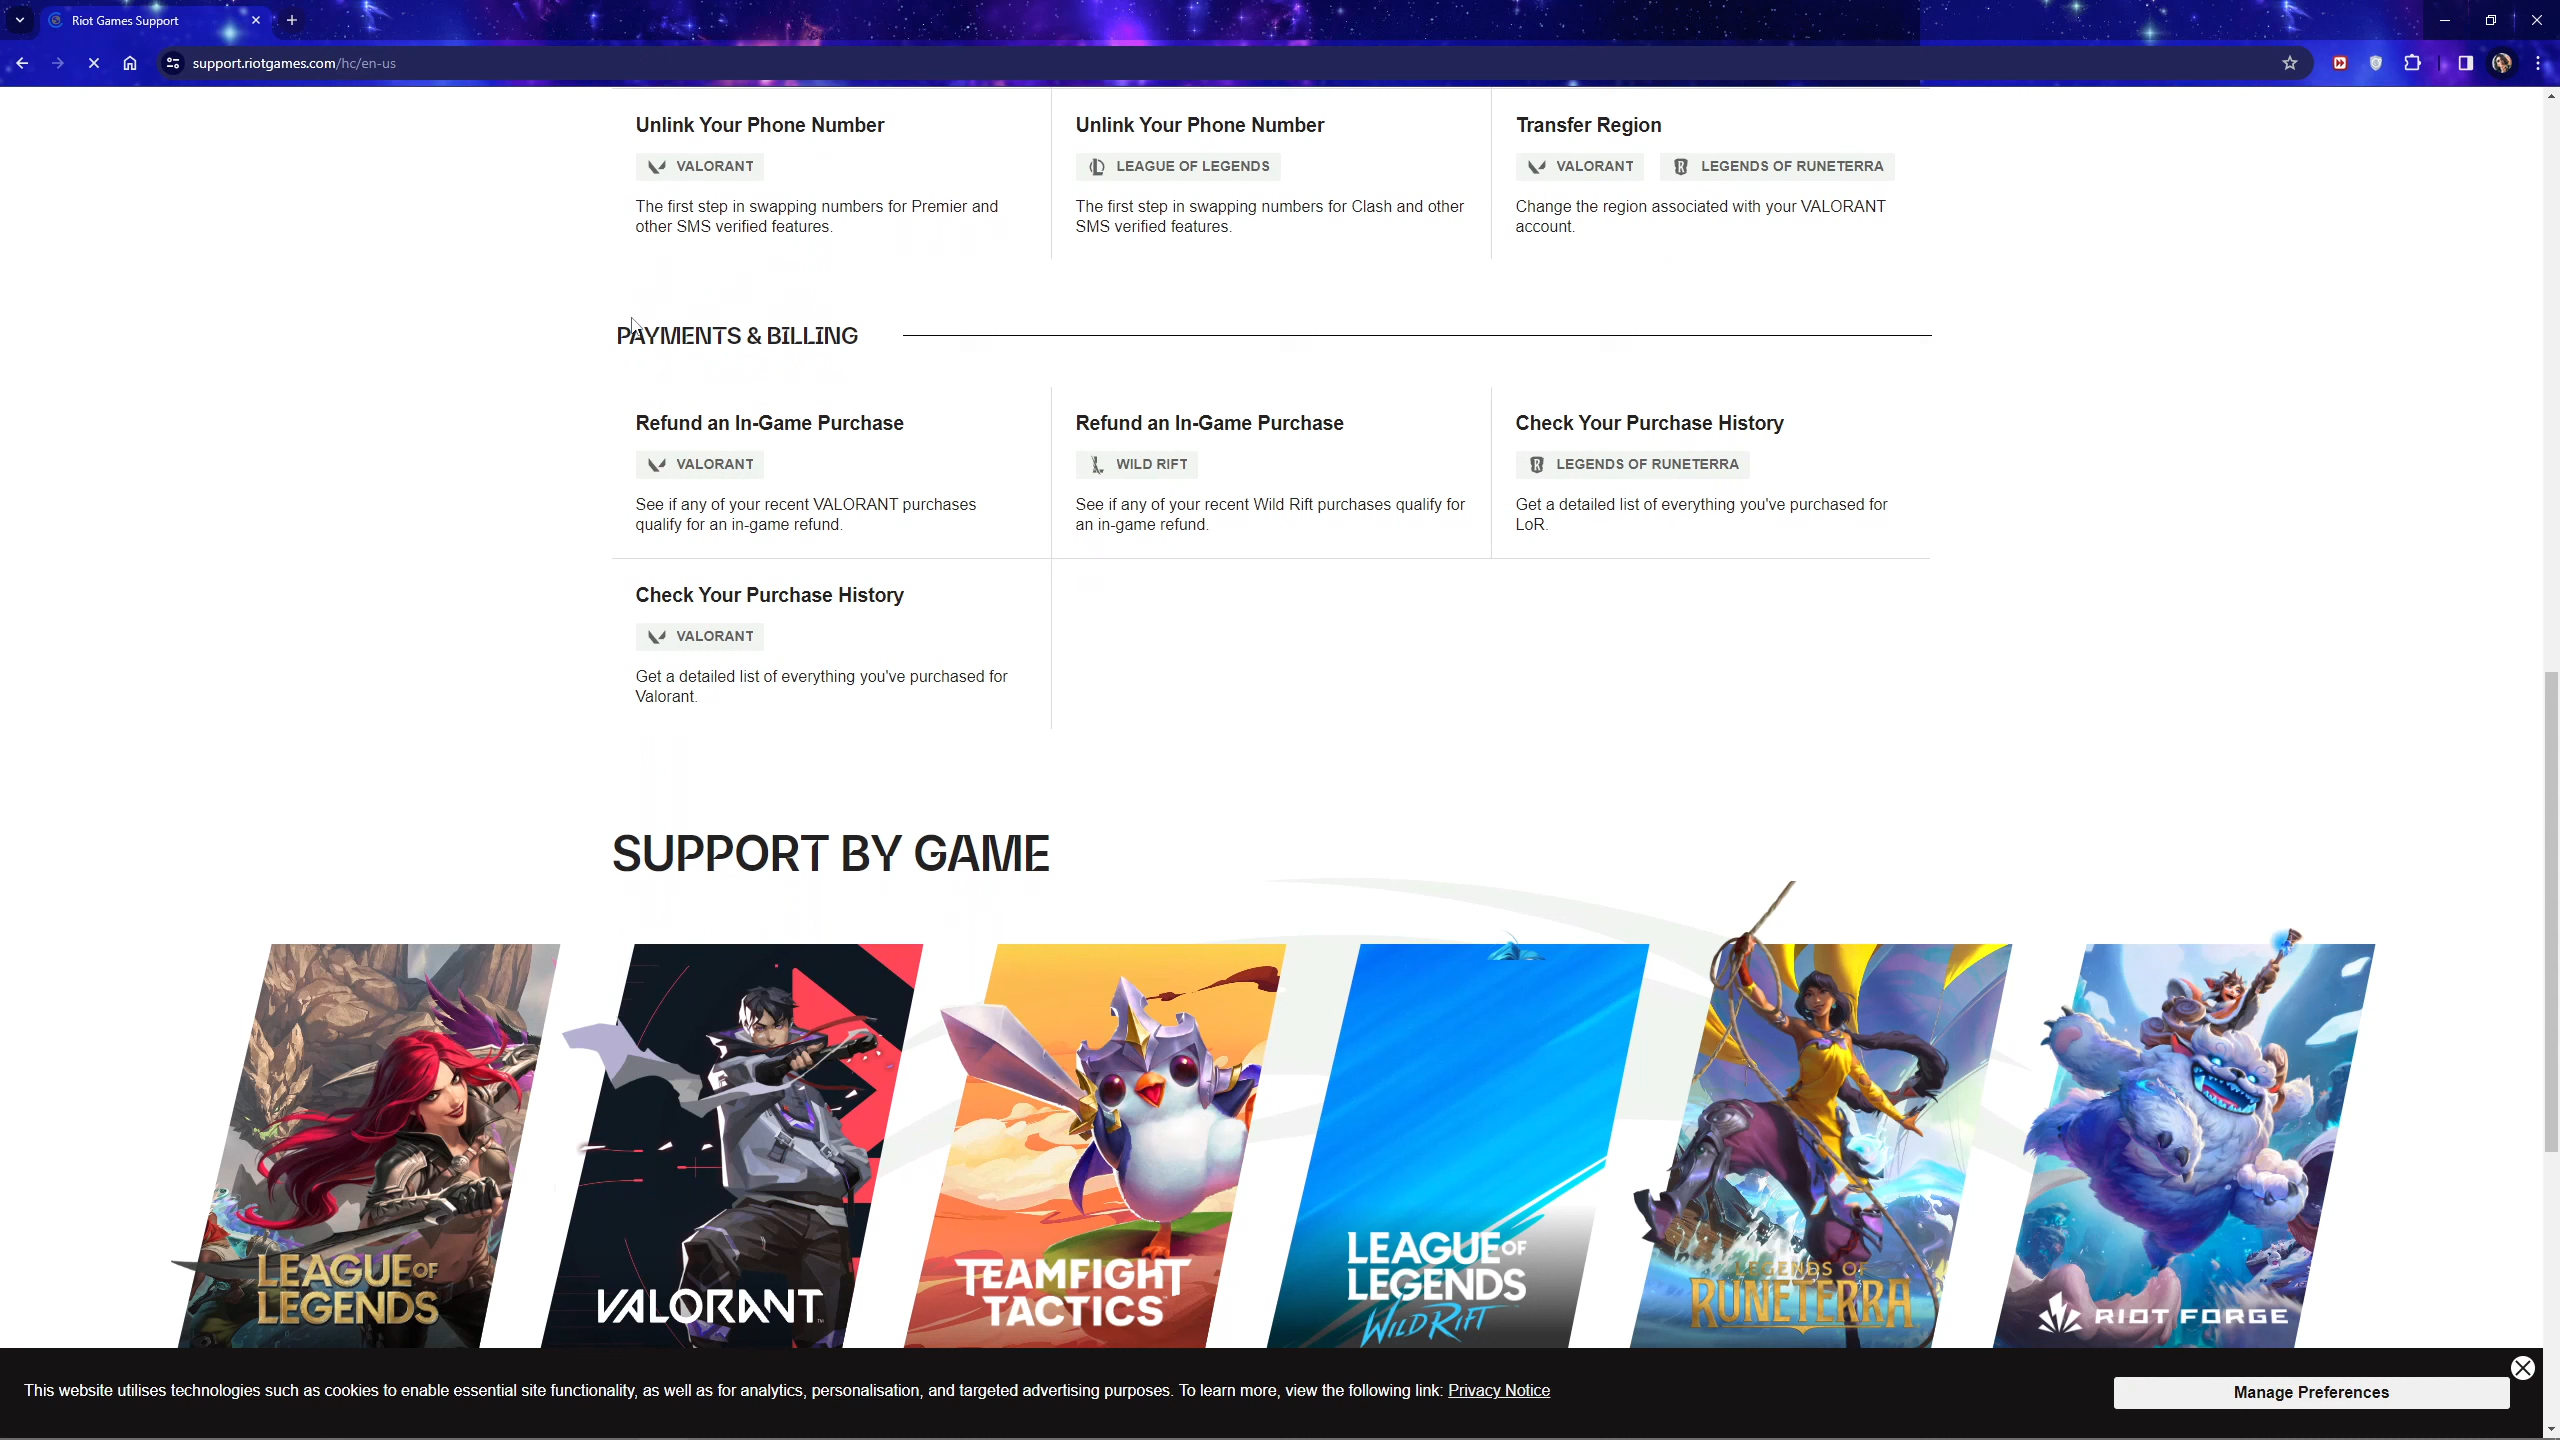 Riot Games Support
support.riotgames.com/hc/en-us
Unlink Your Phone Number
VALORANT
The first step in swapping numbers for Premier and
other SMS verified features.
Unlink Your Phone Number
LEAGUE OF LEGENDS
The first step in swapping numbers for Clash and other
SMS verified features.
Transfer Region
VALORANT
LEGENDS OF RUNETERRA
Change the region associated with your VALORANT
account.
PAYMENTS & BILLING
Refund an In-Game Purchase
VALORANT
See if any of your recent VALORANT purchases
qualify for an in-game refund.
Refund an In-Game Purchase
WILD RIFT
See if any of your recent Wild Rift purchases qualify for
an in-game refund.
Check Your Purchase History
LEGENDS OF RUNETERRA
Get a detailed list of everything you've purchased for
LoR.
Check Your Purchase History
VALORANT
Get a detailed list of everything you've purchased for
Valorant.
SUPPORT BY GAME
LEAGUE OF
LEGENDS
VALORANT
TEAMFIGHT
TACTICS
LEAGUE OF
LEGENDS
WILD RIFT
LEGENDS OF
RUNETERRA
RIOT FORGE
This website utilises technologies such as cookies to enable essential site functionality, as well as for analytics, personalisation, and targeted advertising purposes. To learn more, view the following link: Privacy Notice
Manage Preferences